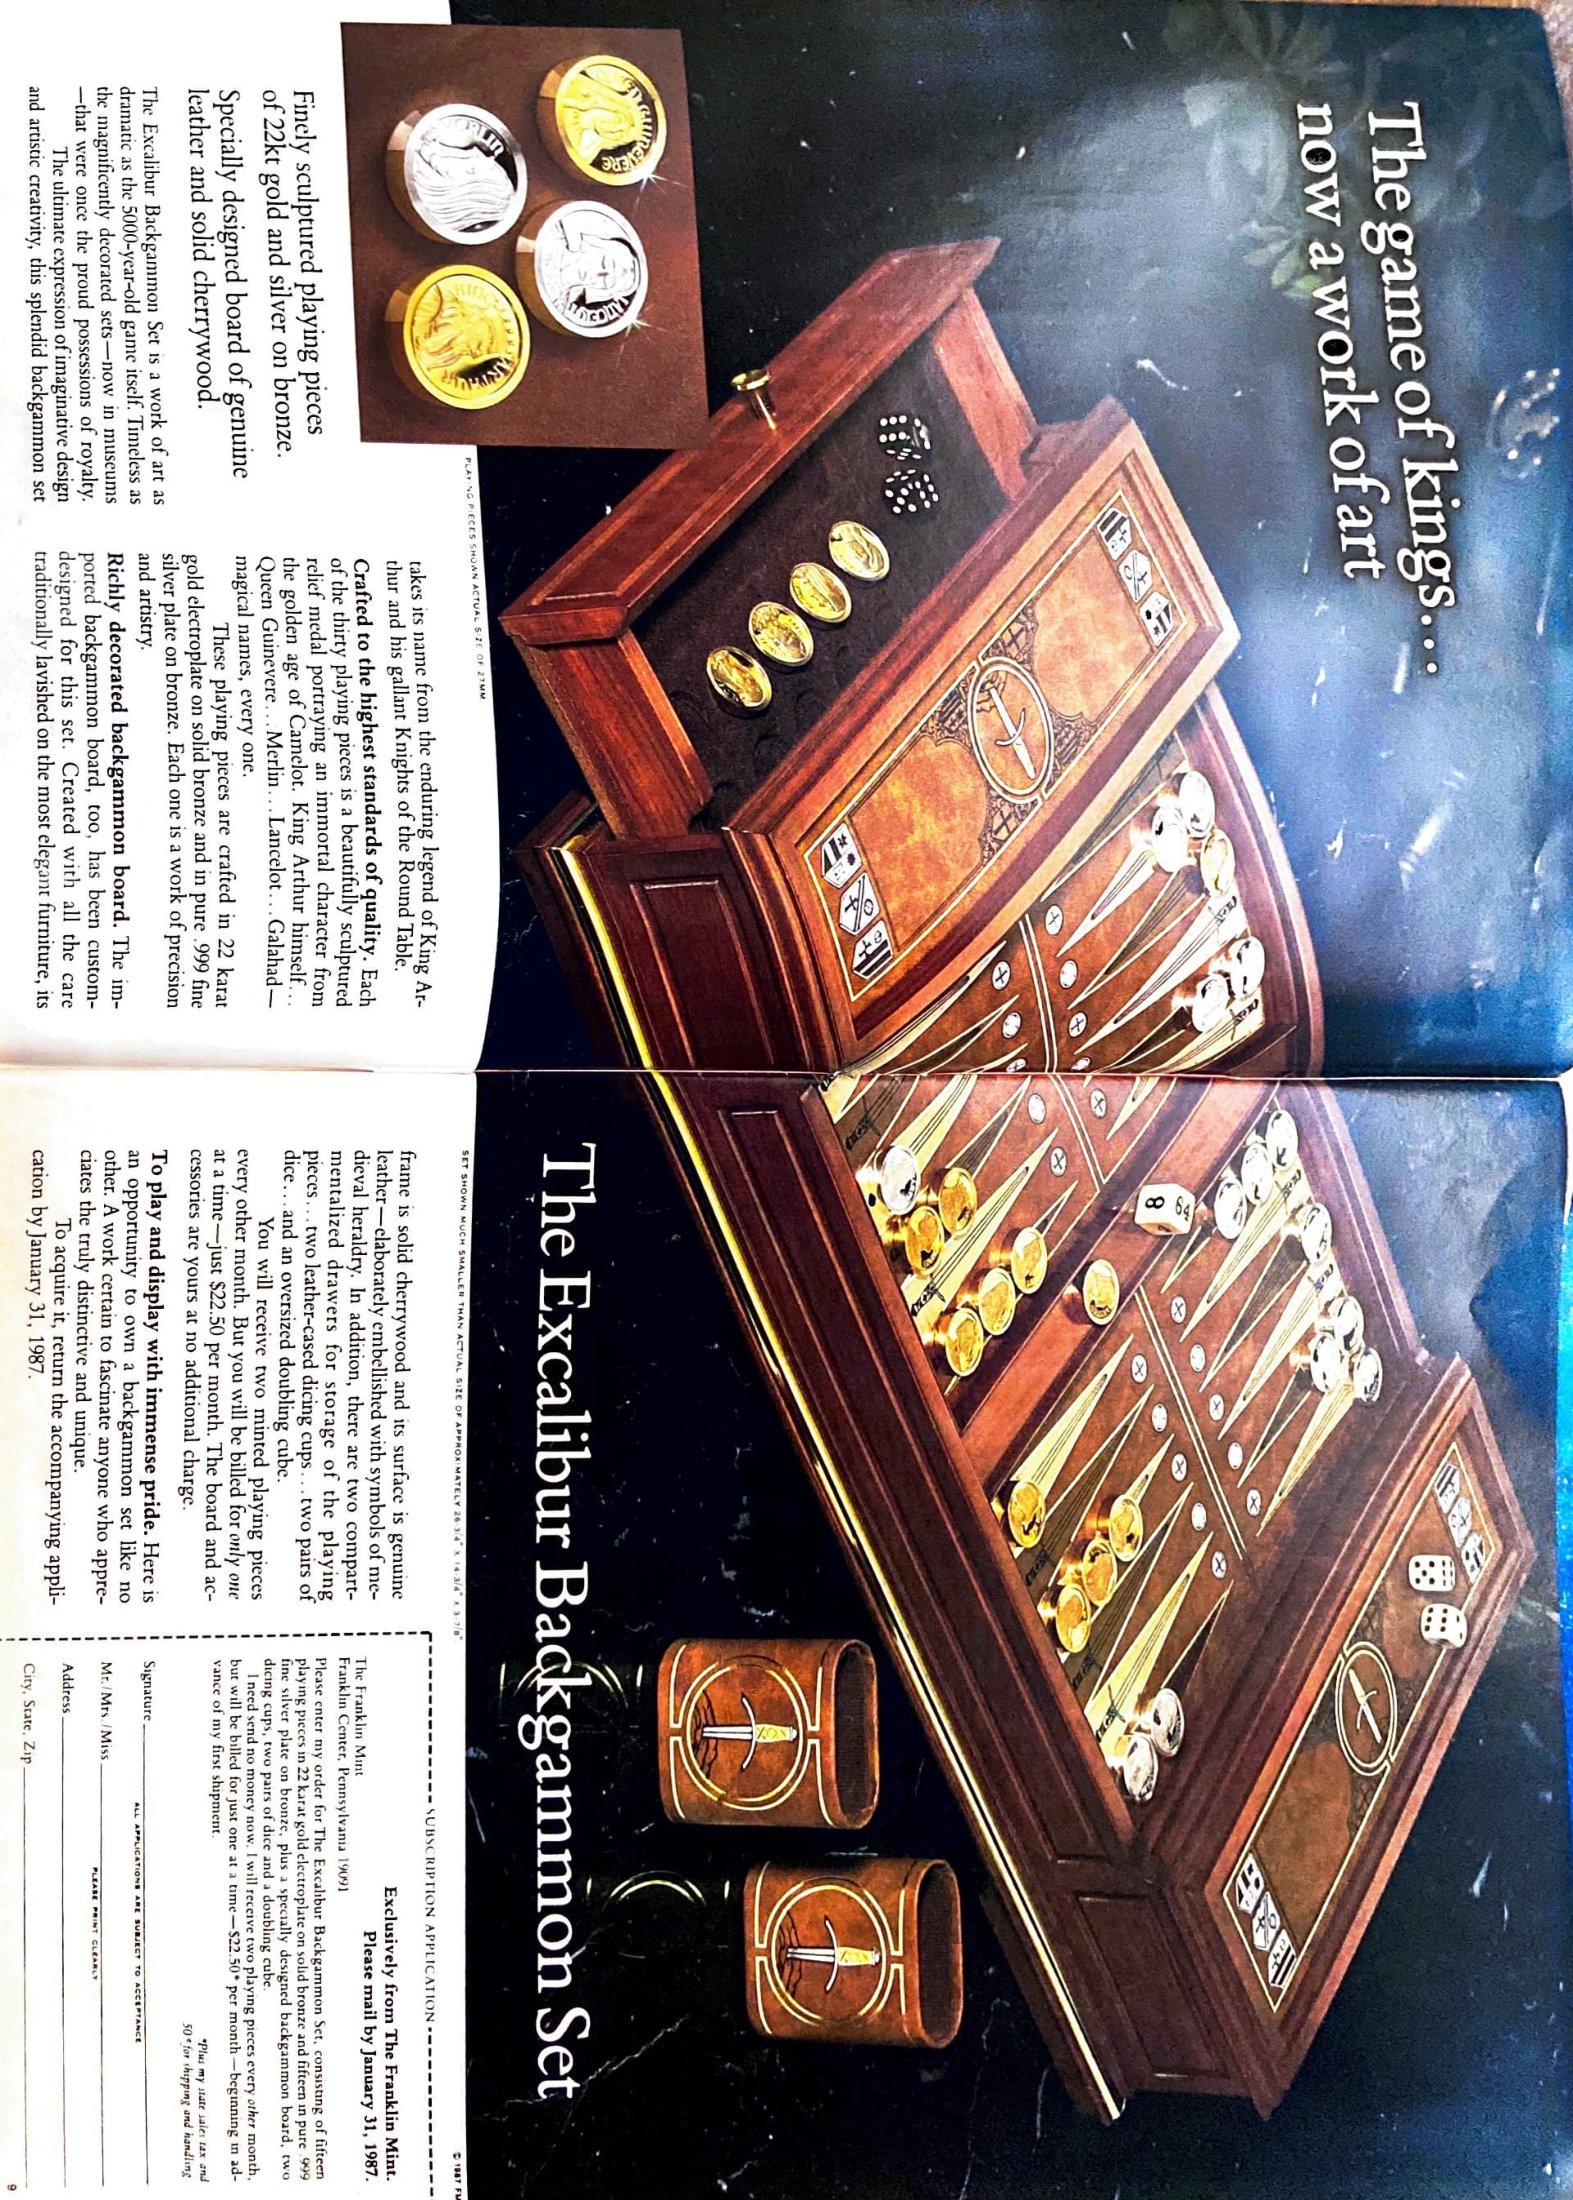 The game of kings...
now a work of art
8
64
GUINEVERE
KING ARTHUR
PLAYING PIECES SHOWN ACTUAL SIZE OF 27MM
Finely sculptured playing pieces
of 22kt gold and silver on bronze.
Specially designed board of genuine
leather and solid cherrywood.
The Excalibur Backgammon Set is a work of art as
dramatic as the 5000-year-old game itself. Timeless as
the magnificently decorated sets—now in museums
—that were once the proud possessions of royalty.
The ultimate expression of imaginative design
and artistic creativity, this splendid backgammon set
takes its name from the enduring legend of King Ar-
thur and his gallant Knights of the Round Table.
Crafted to the highest standards of quality. Each
of the thirty playing pieces is a beautifully sculptured
relief medal portraying an immortal character from
the golden age of Camelot. King Arthur himself...
Queen Guinevere...Merlin...Lancelot...Galahad—
magical names, every one.
These playing pieces are crafted in 22 karat
gold electroplate on solid bronze and in pure .999 fine
silver plate on bronze. Each one is a work of precision
and artistry.
Richly decorated backgammon board. The im-
ported backgammon board, too, has been custom-
designed for this set. Created with all the care
traditionally lavished on the most elegant furniture, its
The Excalibur Backgammon Set
SET SHOWN MUCH SMALLER THAN ACTUAL SIZE OF APPROXIMATELY 26-3/4" X 14-3/4" X 3-7/8"
© 1987 FM
frame is solid cherrywood and its surface is genuine
leather—elaborately embellished with symbols of me-
dieval heraldry. In addition, there are two compart-
mentalized drawers for storage of the playing
pieces...two leather-cased dicing cups...two pairs of
dice...and an oversized doubling cube.
You will receive two minted playing pieces
every other month. But you will be billed for only one
at a time—just $22.50 per month. The board and ac-
cessories are yours at no additional charge.
To play and display with immense pride. Here is
an opportunity to own a backgammon set like no
other. A work certain to fascinate anyone who appre-
ciates the truly distinctive and unique.
To acquire it, return the accompanying appli-
cation by January 31, 1987.
SUBSCRIPTION APPLICATION
Exclusively from The Franklin Mint.
Please mail by January 31, 1987.
The Franklin Mint
Franklin Center, Pennsylvania 19091
Please enter my order for The Excalibur Backgammon Set, consisting of fifteen
playing pieces in 22 karat gold electroplate on solid bronze and fifteen in pure .999
fine silver plate on bronze, plus a specially designed backgammon board, two
dicing cups, two pairs of dice and a doubling cube.
I need send no money now. I will receive two playing pieces every other month,
but will be billed for just one at a time—$22.50* per month—beginning in ad-
vance of my first shipment.
*Plus my state sales tax and
50¢ for shipping and handling
Signature
ALL APPLICATIONS ARE SUBJECT TO ACCEPTANCE
Mr./Mrs./Miss
PLEASE PRINT CLEARLY
Address
City, State, Zip
9